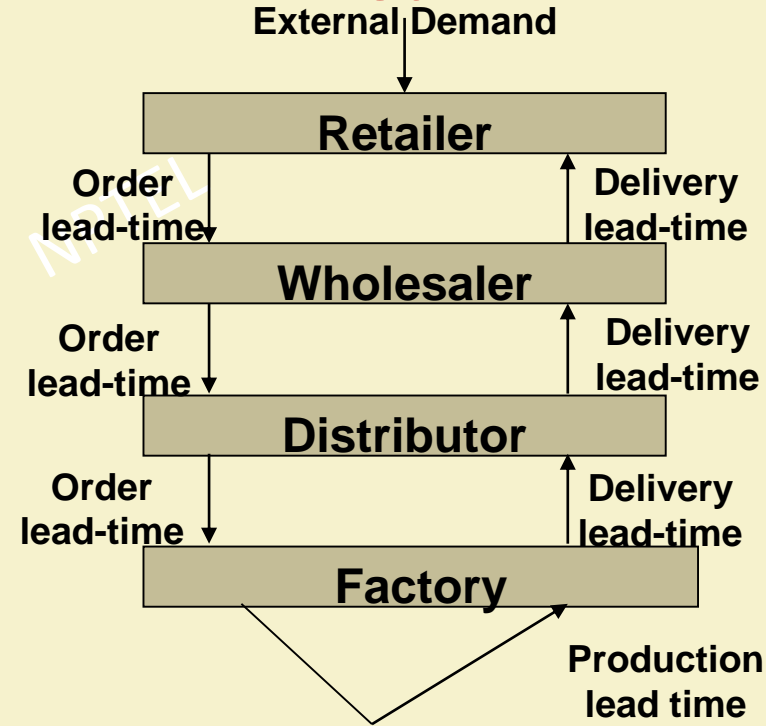 External Demand
Retailer
Order
lead-time
Delivery
lead-time
NPTEL
Wholesaler
Order
lead-time
Delivery
lead-time
Distributor
Order
lead-time
Delivery
lead-time
Factory
Production
lead time